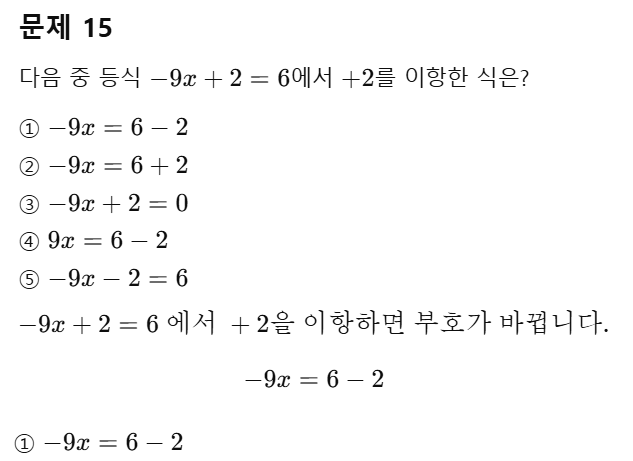 문제 15
다음 중 등식 −9x + 2 = 6에서 +2를 이항한 식은?
① −9x = 6 − 2
② −9x = 6 + 2
③ −9x + 2 = 0
④ 9x = 6 − 2
⑤ −9x − 2 = 6
−9x + 2 = 6 에서 + 2을 이항하면 부호가 바뀝니다.
−9x = 6 − 2
① −9x = 6 − 2